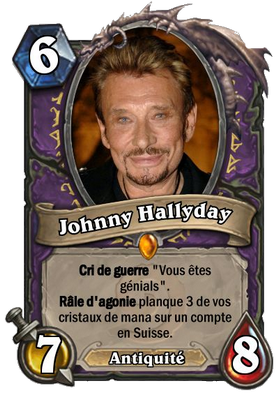 6
Johnny Hallyday
Cri de guerre "Vous êtes
génials".
Râle d'agonie planque 3 de vos
cristaux de mana sur un compte
en Suisse.
7
Antiquité
8